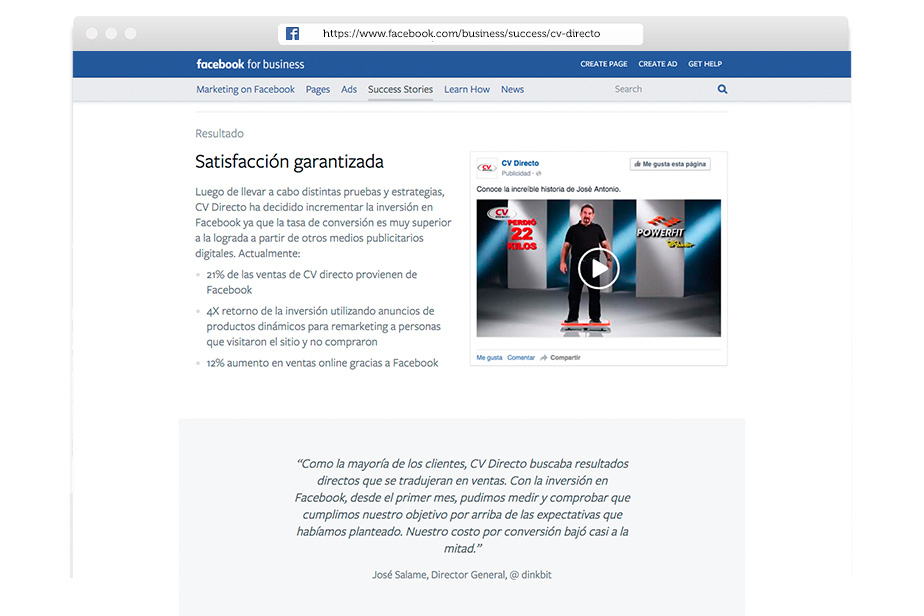 https://www.facebook.com/business/success/cv-directo
facebook for business
CREATE PAGE CREATE AD GET HELP
Marketing on Facebook Pages Ads Success Stories Learn How News Search
Resultado
Satisfacción garantizada
Luego de llevar a cabo distintas pruebas y estrategias,
CV Directo ha decidido incrementar la inversión en
Facebook ya que la tasa de conversión es muy superior
a la lograda a partir de otros medios publicitarios
digitales. Actualmente:
21% de las ventas de CV directo provienen de
Facebook
4X retorno de la inversión utilizando anuncios de
productos dinámicos para remarketing a personas
que visitaron el sitio y no compraron
12% aumento en ventas online gracias a Facebook
CV
CV Directo
Publicidad ·
Me gusta esta página
Conoce la increíble historia de José Antonio.
CV
PERDIÓ
22
KILOS
POWERFIT
Me gusta Comentar Compartir
“Como la mayoría de los clientes, CV Directo buscaba resultados
directos que se tradujeran en ventas. Con la inversión en
Facebook, desde el primer mes, pudimos medir y comprobar que
cumplimos nuestro objetivo por arriba de las expectativas que
habíamos planteado. Nuestro costo por conversión bajó casi a la
mitad.”
José Salame, Director General, @ dinkbit